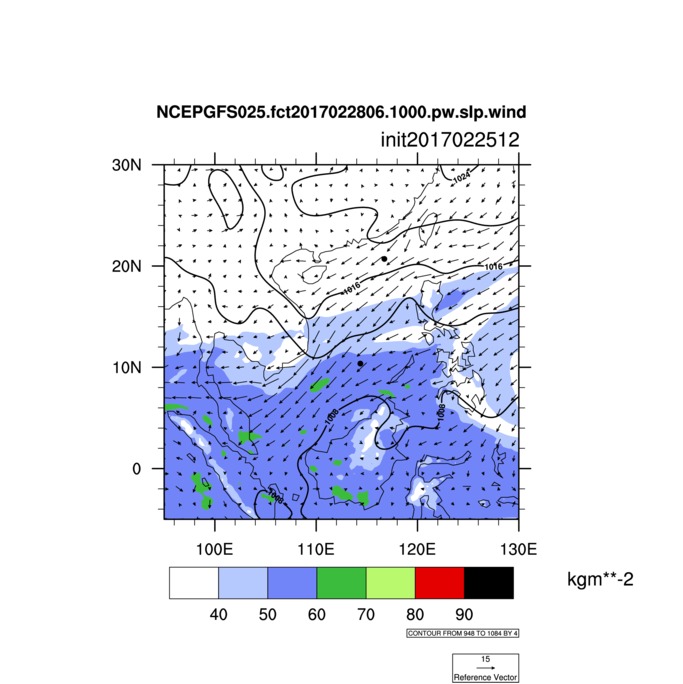 NCEPGFS025.fct2017022806.1000.pw.slp.wind
init2017022512
30N
20N
10N
0
1024
1016
1016
1008
1008
1008
100E 110E 120E 130E
kgm**-2
40 50 60 70 80 90
CONTOUR FROM 948 TO 1084 BY 4
15
Reference Vector